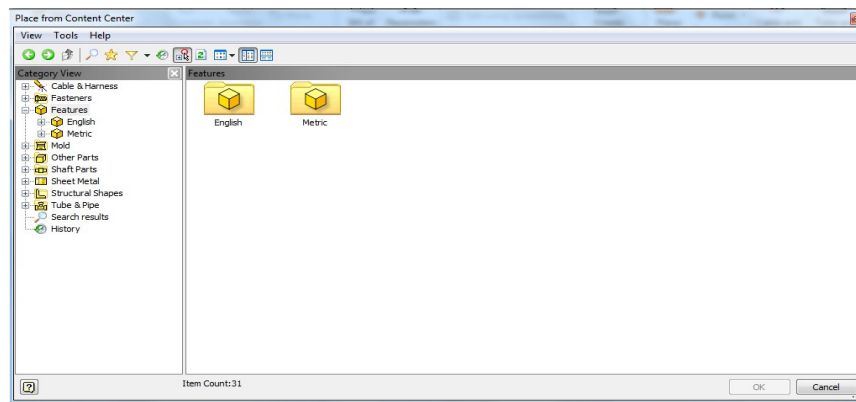 Place from Content Center
View Tools Help
Category View
Features
Cable & Harness
Fasteners
Features
English
Metric
Mold
Other Parts
Shaft Parts
Sheet Metal
Structural Shapes
Tube & Pipe
Search results
History
English Metric
Item Count:31
OK Cancel